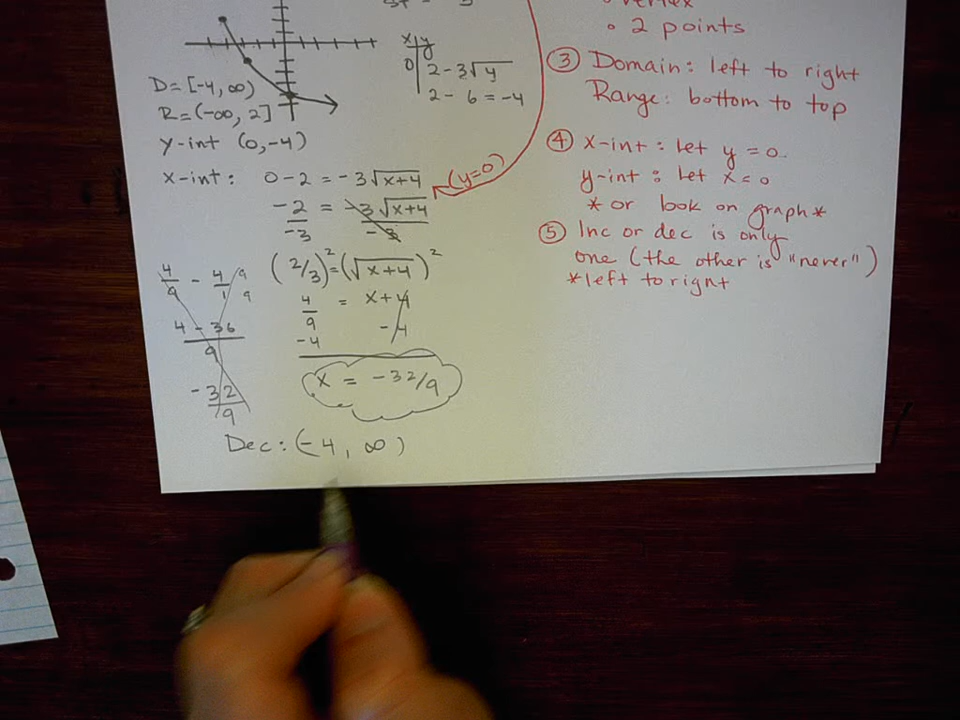 x|y
0 | 2 - 3√4
2 - 6 = -4
D = [-4, ∞)
R = (-∞, 2]
y-int (0, -4)
x-int: 0 - 2 = -3√x+4
(y=0)
-2 = -3√x+4
-3 -3
(2/3)² = (√x+4)²
4/9 = x+4
-4 -4
x = -32/9
4/9 - 4/1 9/9
4 - 36
9
-32
9
Dec: (-4, ∞)
vertex
• 2 points
③ Domain: left to right
Range: bottom to top
④ x-int: Let y = 0
y-int: Let x = 0
* or look on graph *
⑤ Inc or dec is only
one (the other is "never")
* left to right